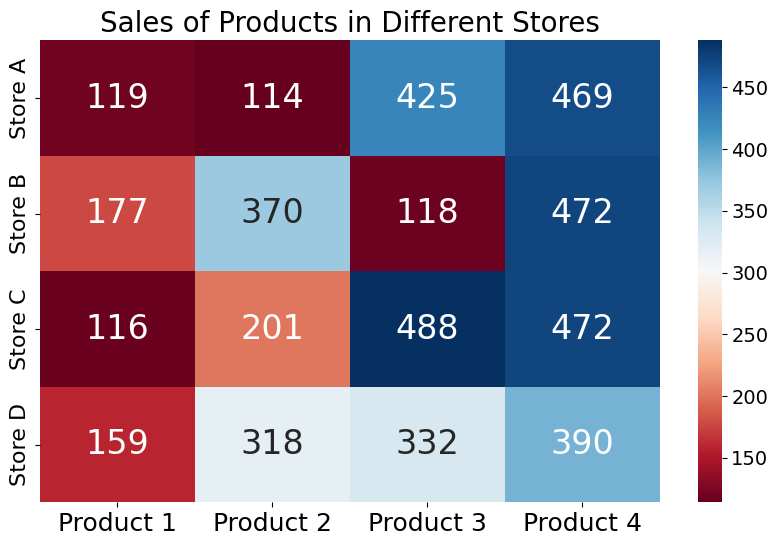 Sales of Products in Different Stores
Store A
119 114 425 469
Store B
177 370 118 472
Store C
116 201 488 472
Store D
159 318 332 390
Product 1 Product 2 Product 3 Product 4
450
400
350
300
250
200
150